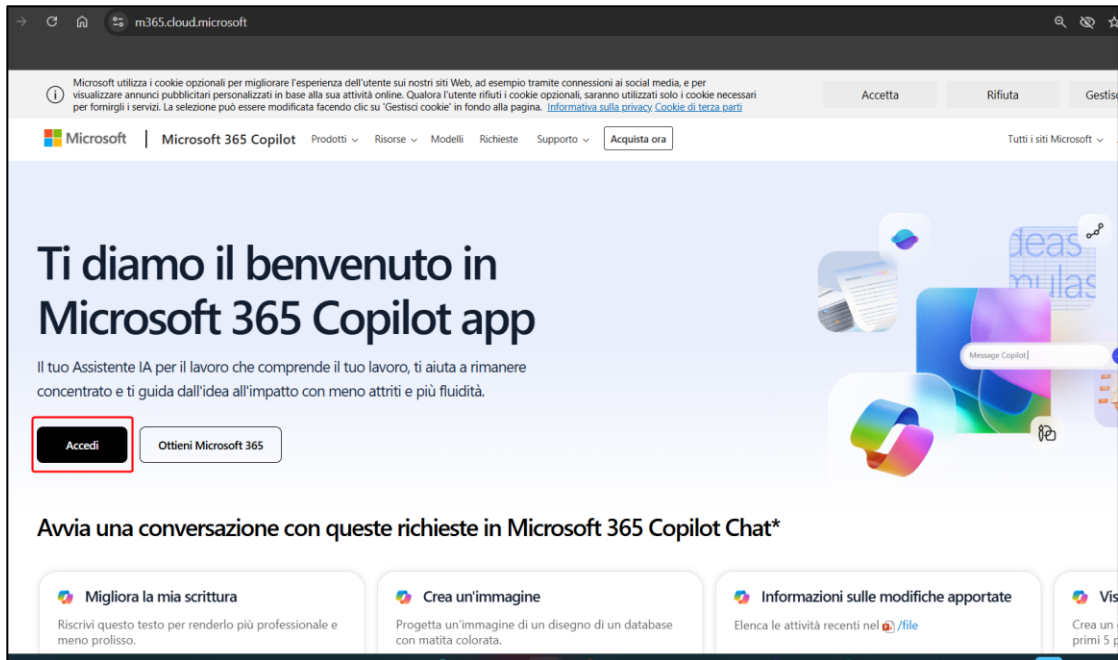 m365.cloud.microsoft
Microsoft utilizza i cookie opzionali per migliorare l'esperienza dell'utente sui nostri siti Web, ad esempio tramite connessioni ai social media, e per
visualizzare annunci pubblicitari personalizzati in base alla sua attività online. Qualora l'utente rifiuti i cookie opzionali, saranno utilizzati solo i cookie necessari
per fornirgli i servizi. La selezione può essere modificata facendo clic su 'Gestisci cookie' in fondo alla pagina. Informativa sulla privacy Cookie di terza parti
Accetta
Rifiuta
Gestisc
Microsoft
Microsoft 365 Copilot
Prodotti
Risorse
Modelli
Richieste
Supporto
Acquista ora
Tutti i siti Microsoft
Ti diamo il benvenuto in
Microsoft 365 Copilot app
Il tuo Assistente IA per il lavoro che comprende il tuo lavoro, ti aiuta a rimanere
concentrato e ti guida dall'idea all'impatto con meno attriti e più fluidità.
Accedi
Ottieni Microsoft 365
deas
mulas
Message Copilot
Avvia una conversazione con queste richieste in Microsoft 365 Copilot Chat*
Migliora la mia scrittura
Riscrivi questo testo per renderlo più professionale e
meno prolisso.
Crea un'immagine
Progetta un'immagine di un disegno di un database
con matita colorata.
Informazioni sulle modifiche apportate
Elenca le attività recenti nel /file
Vis
Crea un
primi 5 p